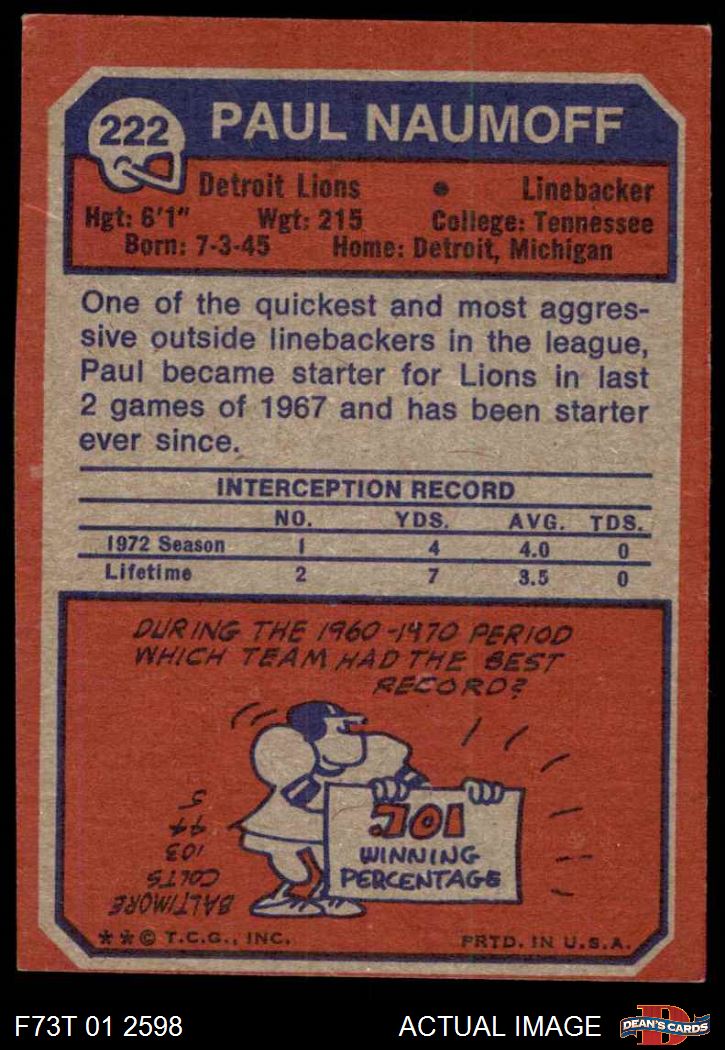 222
PAUL NAUMOFF
Detroit Lions • Linebacker
Hgt: 6'1" Wgt: 215 College: Tennessee
Born: 7-3-45 Home: Detroit, Michigan
One of the quickest and most aggres-
sive outside linebackers in the league,
Paul became starter for Lions in last
2 games of 1967 and has been starter
ever since.
INTERCEPTION RECORD
NO. YDS. AVG. TDS.
1972 Season 1 4 4.0 0
Lifetime 2 7 3.5 0
DURING THE 1960-1970 PERIOD
WHICH TEAM HAD THE BEST
RECORD?
.701
WINNING
PERCENTAGE
BALTIMORE
COLTS
103
44
5
**© T.C.G., INC. PRTD. IN U.S.A.
F73T 01 2598 ACTUAL IMAGE
D
DEAN'S CARDS